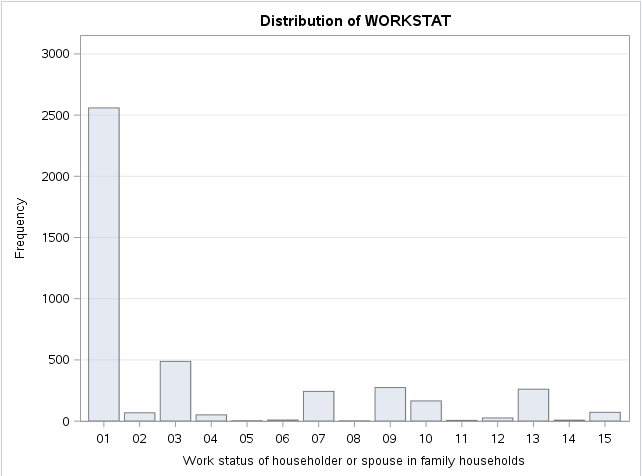 Distribution of WORKSTAT
3000
2500
2000
1500
1000
500
0
Frequency
01 02 03 04 05 06 07 08 09 10 11 12 13 14 15
Work status of householder or spouse in family households